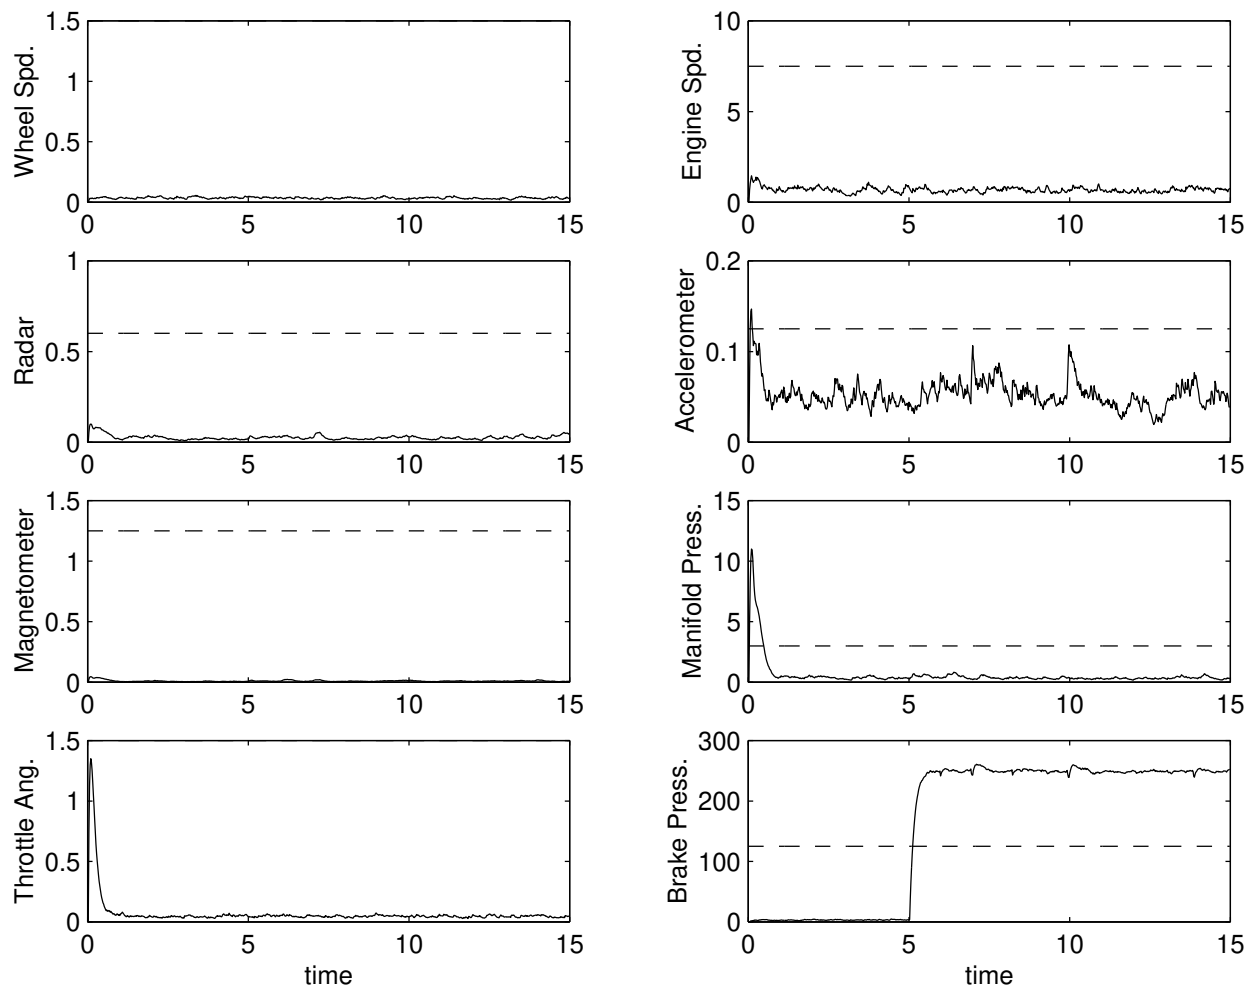 Wheel Spd.
1.5
1
0.5
0
0 5 10 15
Engine Spd.
10
5
0
0 5 10 15
Radar
1
0.5
0
0 5 10 15
Accelerometer
0.2
0.1
0
0 5 10 15
Magnetometer
1.5
1
0.5
0
0 5 10 15
Manifold Press.
15
10
5
0
0 5 10 15
Throttle Ang.
1.5
1
0.5
0
0 5 10 15
time
Brake Press.
300
200
100
0
0 5 10 15
time